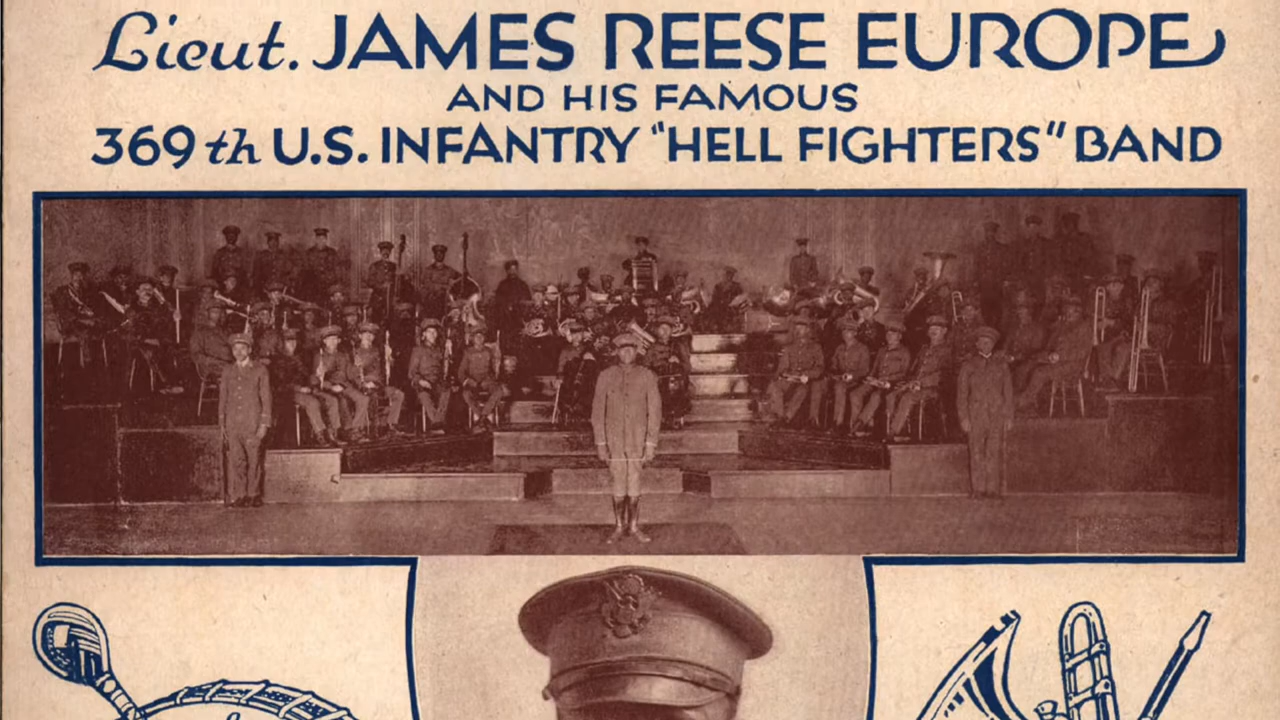 Lieut. JAMES REESE EUROPE
AND HIS FAMOUS
369th U.S. INFANTRY "HELL FIGHTERS" BAND